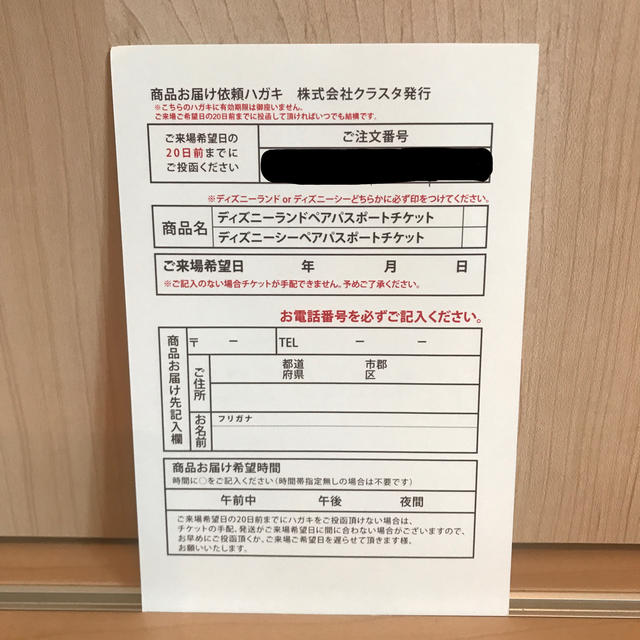 商品お届け依頼ハガキ　株式会社クラスタ発行
※こちらのハガキに有効期限は御座いません。
ご来場ご希望日の20日前までに投函して頂ければいつでも結構です。
ご来場希望日の
20日前までに
ご投函ください
ご注文番号
※ディズニーランド or ディズニーシーどちらかに必ず印をつけてください。
商品名
ディズニーランドペアパスポートチケット
ディズニーシーペアパスポートチケット
ご来場希望日　年　月　日
※ご記入のない場合チケットが手配できません。予めご了承ください。
お電話番号を必ずご記入ください。
商品お届け先記入欄
〒　－　TEL　－　－
ご住所
都道　市郡
府県　区
お名前
フリガナ
商品お届け希望時間
時間に○をご記入ください（時間帯指定無しの場合は不要です）
午前中　午後　夜間
ご来場希望日の20日前までにハガキをご投函頂けない場合は、
チケットの手配、発送がご来場希望日に間に合わない場合がございますので、
お早めにご投函頂くか、ご来場ご希望日を遅らせて頂きます様、
お願いいたします。